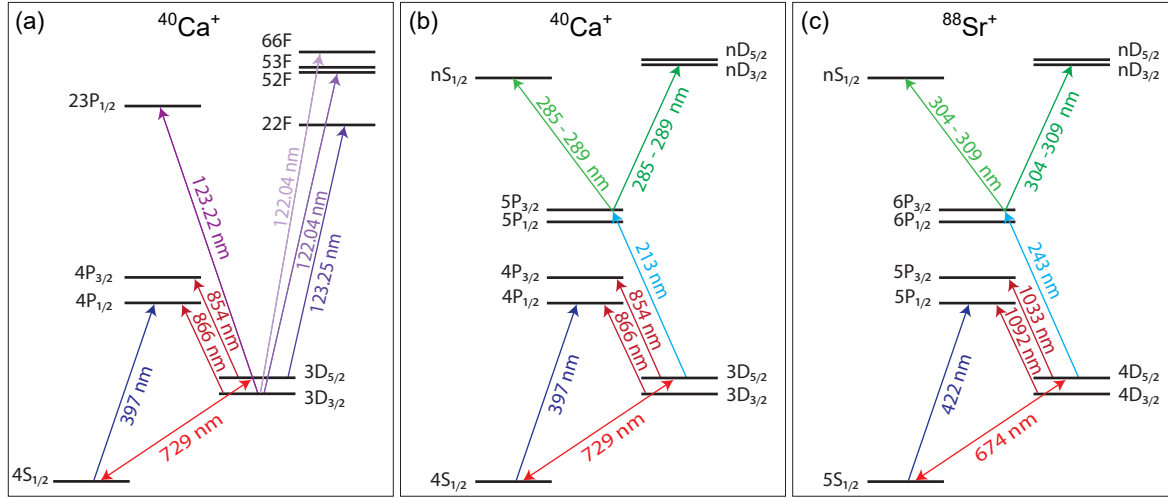 (a) ⁴⁰Ca⁺
66F
53F
52F
23P₁/₂
22F
123.22 nm
122.04 nm
122.04 nm
123.25 nm
4P₃/₂
4P₁/₂
854 nm
866 nm
397 nm
729 nm
3D₅/₂
3D₃/₂
4S₁/₂
(b) ⁴⁰Ca⁺
nD₅/₂
nD₃/₂
nS₁/₂
285 - 289 nm
285 - 289 nm
5P₃/₂
5P₁/₂
213 nm
4P₃/₂
4P₁/₂
854 nm
866 nm
397 nm
729 nm
3D₅/₂
3D₃/₂
4S₁/₂
(c) ⁸⁸Sr⁺
nD₅/₂
nD₃/₂
nS₁/₂
304 - 309 nm
304 -309 nm
6P₃/₂
6P₁/₂
243 nm
5P₃/₂
5P₁/₂
1033 nm
1092 nm
422 nm
674 nm
4D₅/₂
4D₃/₂
5S₁/₂